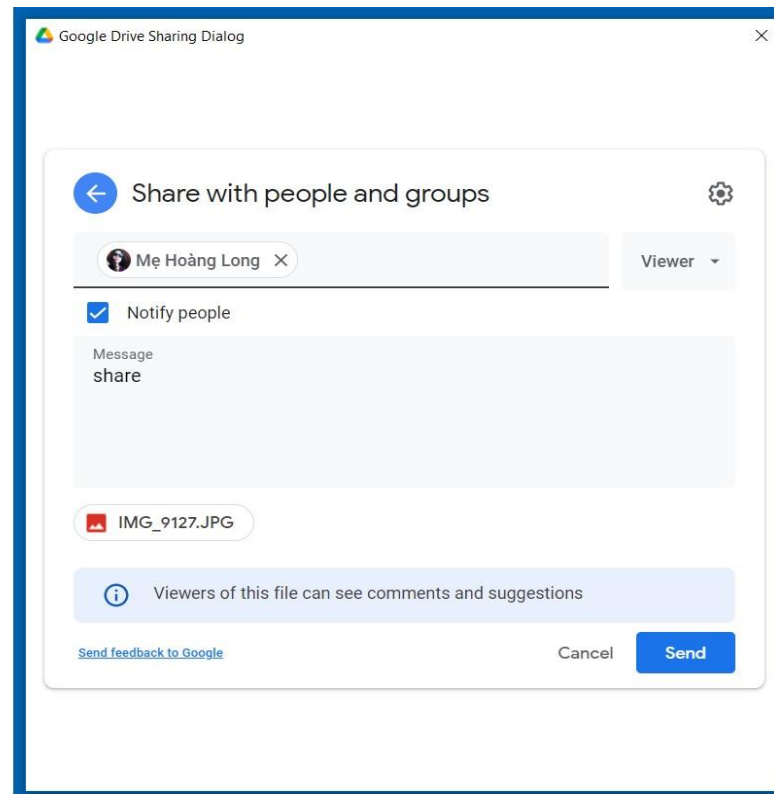 Google Drive Sharing Dialog
Share with people and groups
Mẹ Hoàng Long
Viewer
Notify people
Message
share
IMG_9127.JPG
Viewers of this file can see comments and suggestions
Send feedback to Google
Cancel
Send